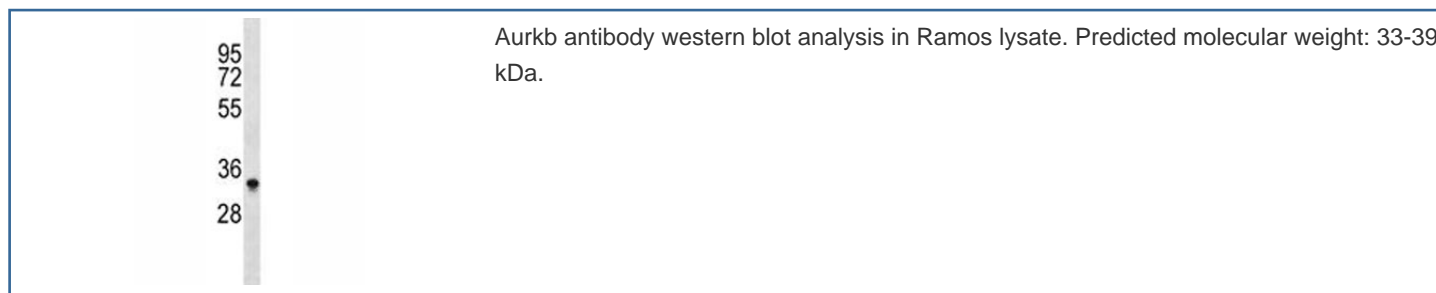 95
72
55
36
28
Aurkb antibody western blot analysis in Ramos lysate. Predicted molecular weight: 33-39
kDa.